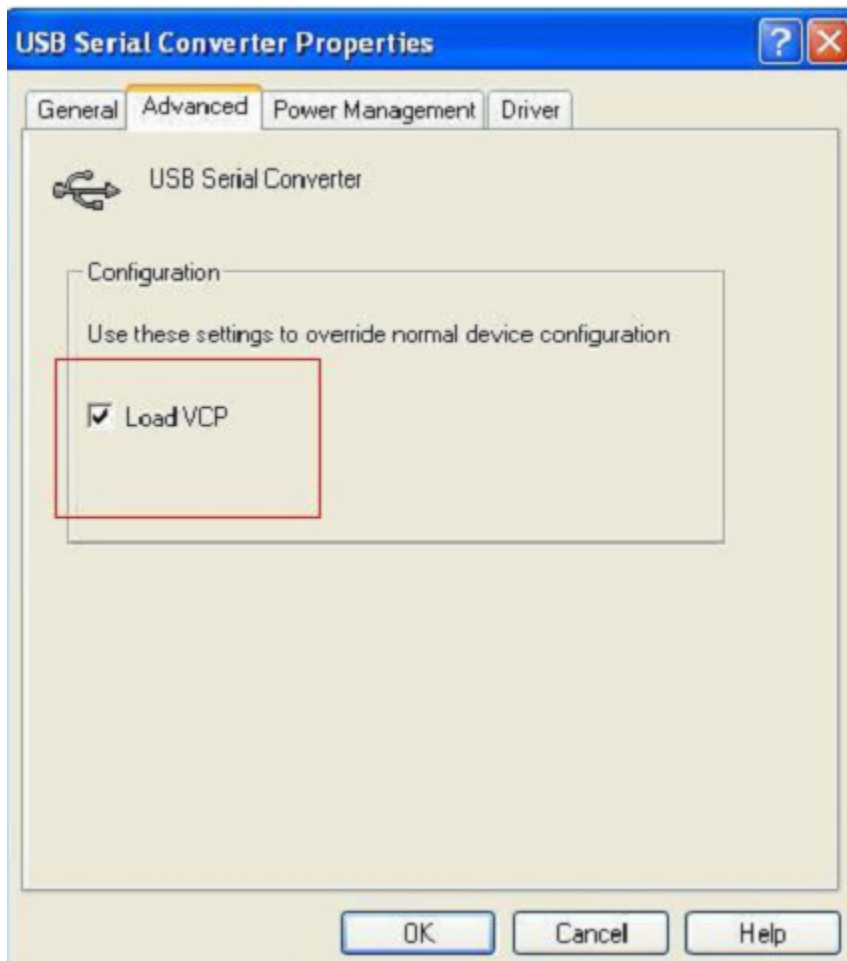 USB Serial Converter Properties
General Advanced Power Management Driver
USB Serial Converter
Configuration
Use these settings to override normal device configuration
Load VCP
OK Cancel Help